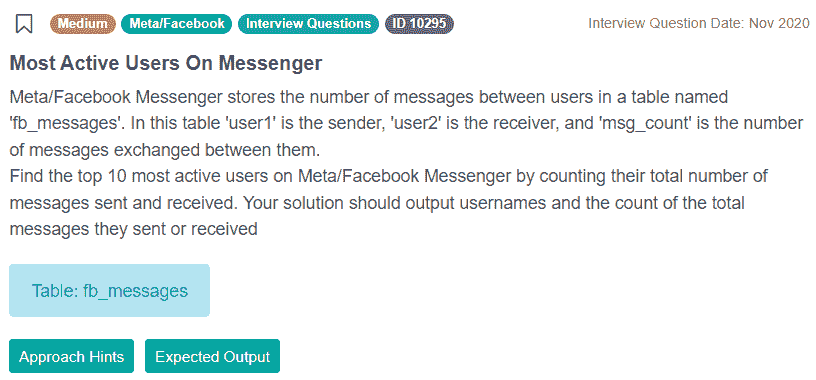 Medium Meta/Facebook Interview Questions ID 10295 Interview Question Date: Nov 2020
Most Active Users On Messenger
Meta/Facebook Messenger stores the number of messages between users in a table named
'fb_messages'. In this table 'user1' is the sender, 'user2' is the receiver, and 'msg_count' is the number
of messages exchanged between them.
Find the top 10 most active users on Meta/Facebook Messenger by counting their total number of
messages sent and received. Your solution should output usernames and the count of the total
messages they sent or received
Table: fb_messages
Approach Hints Expected Output